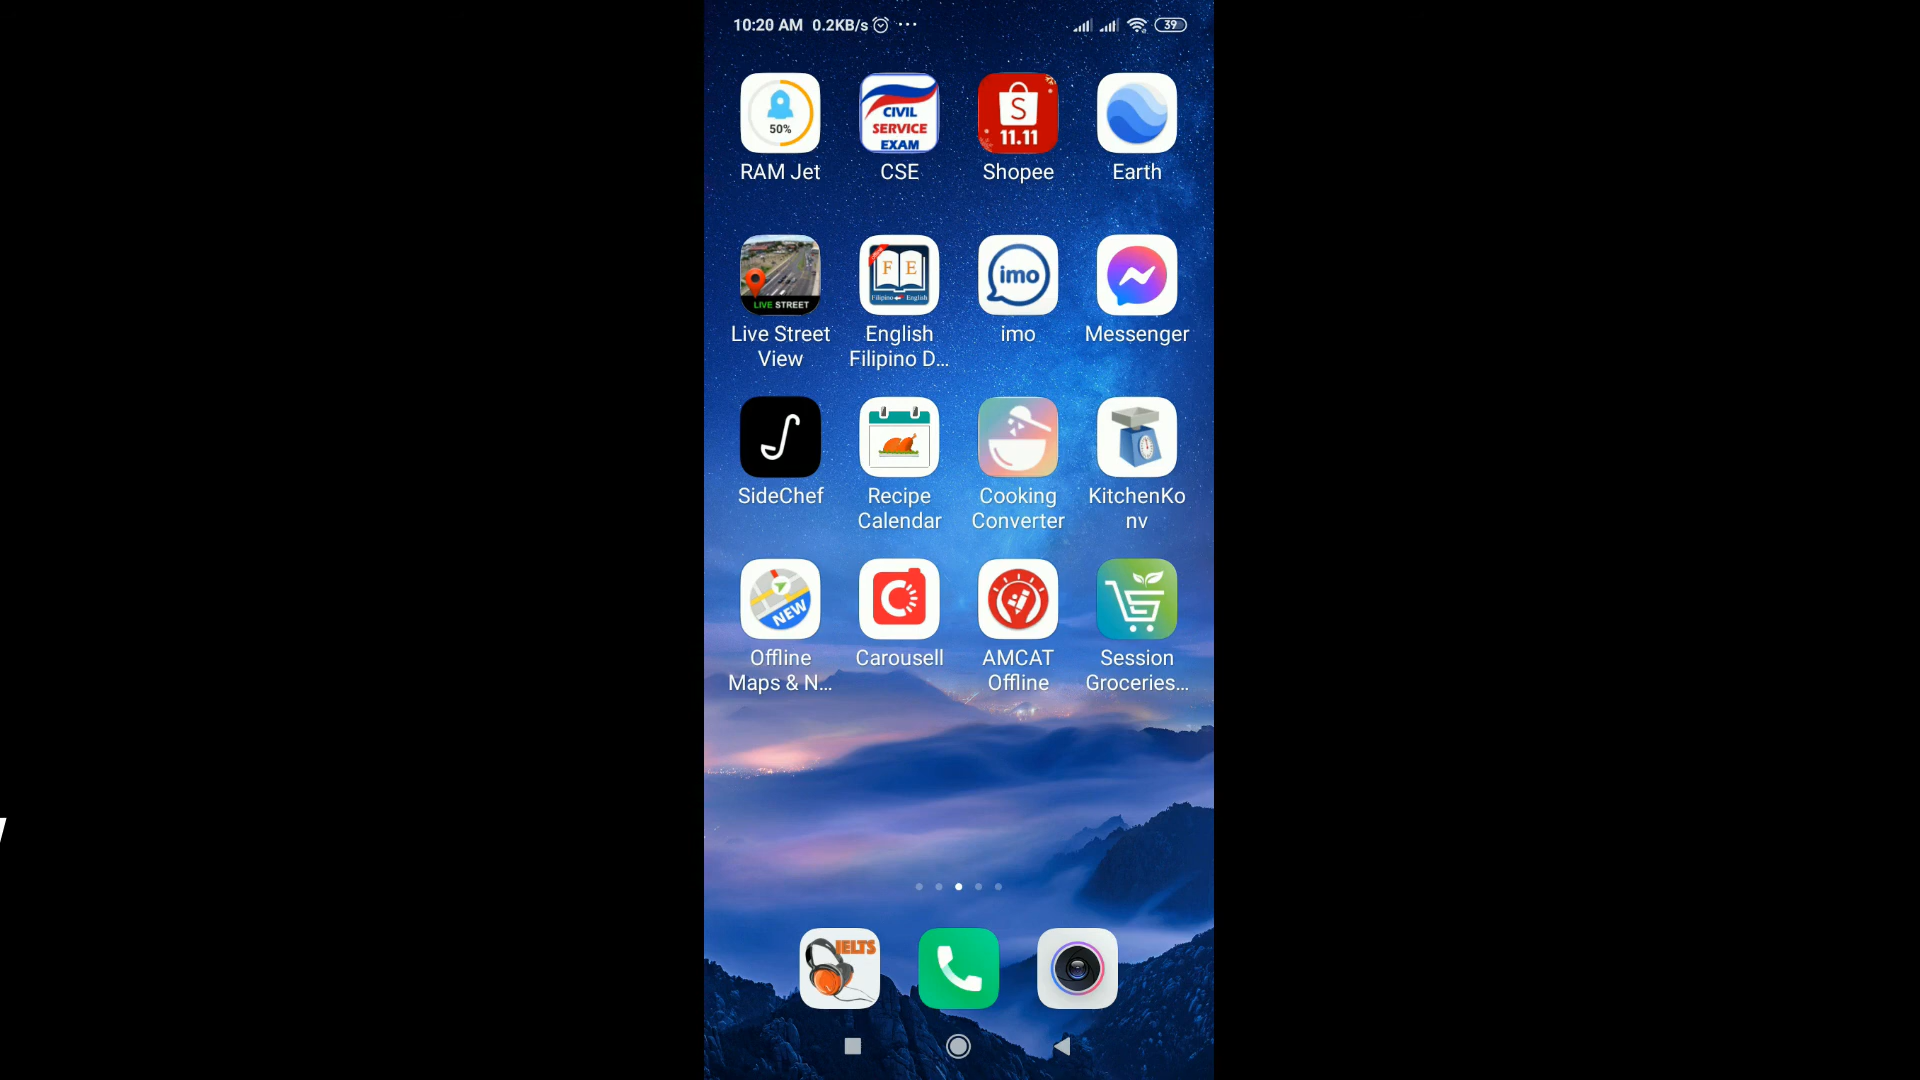 10:20 AM 0.2KB/s ... 39
50%
CIVIL
SERVICE
EXAM
S
11.11
RAM Jet CSE Shopee Earth
LIVE STREET
F E
Filipino English
imo
Live Street
View
English
Filipino D...
imo
Messenger
SideChef
Recipe
Calendar
Cooking
Converter
KitchenKo
nv
NEW
Offline
Maps & N...
Carousell
AMCAT
Offline
Session
Groceries...
IELTS